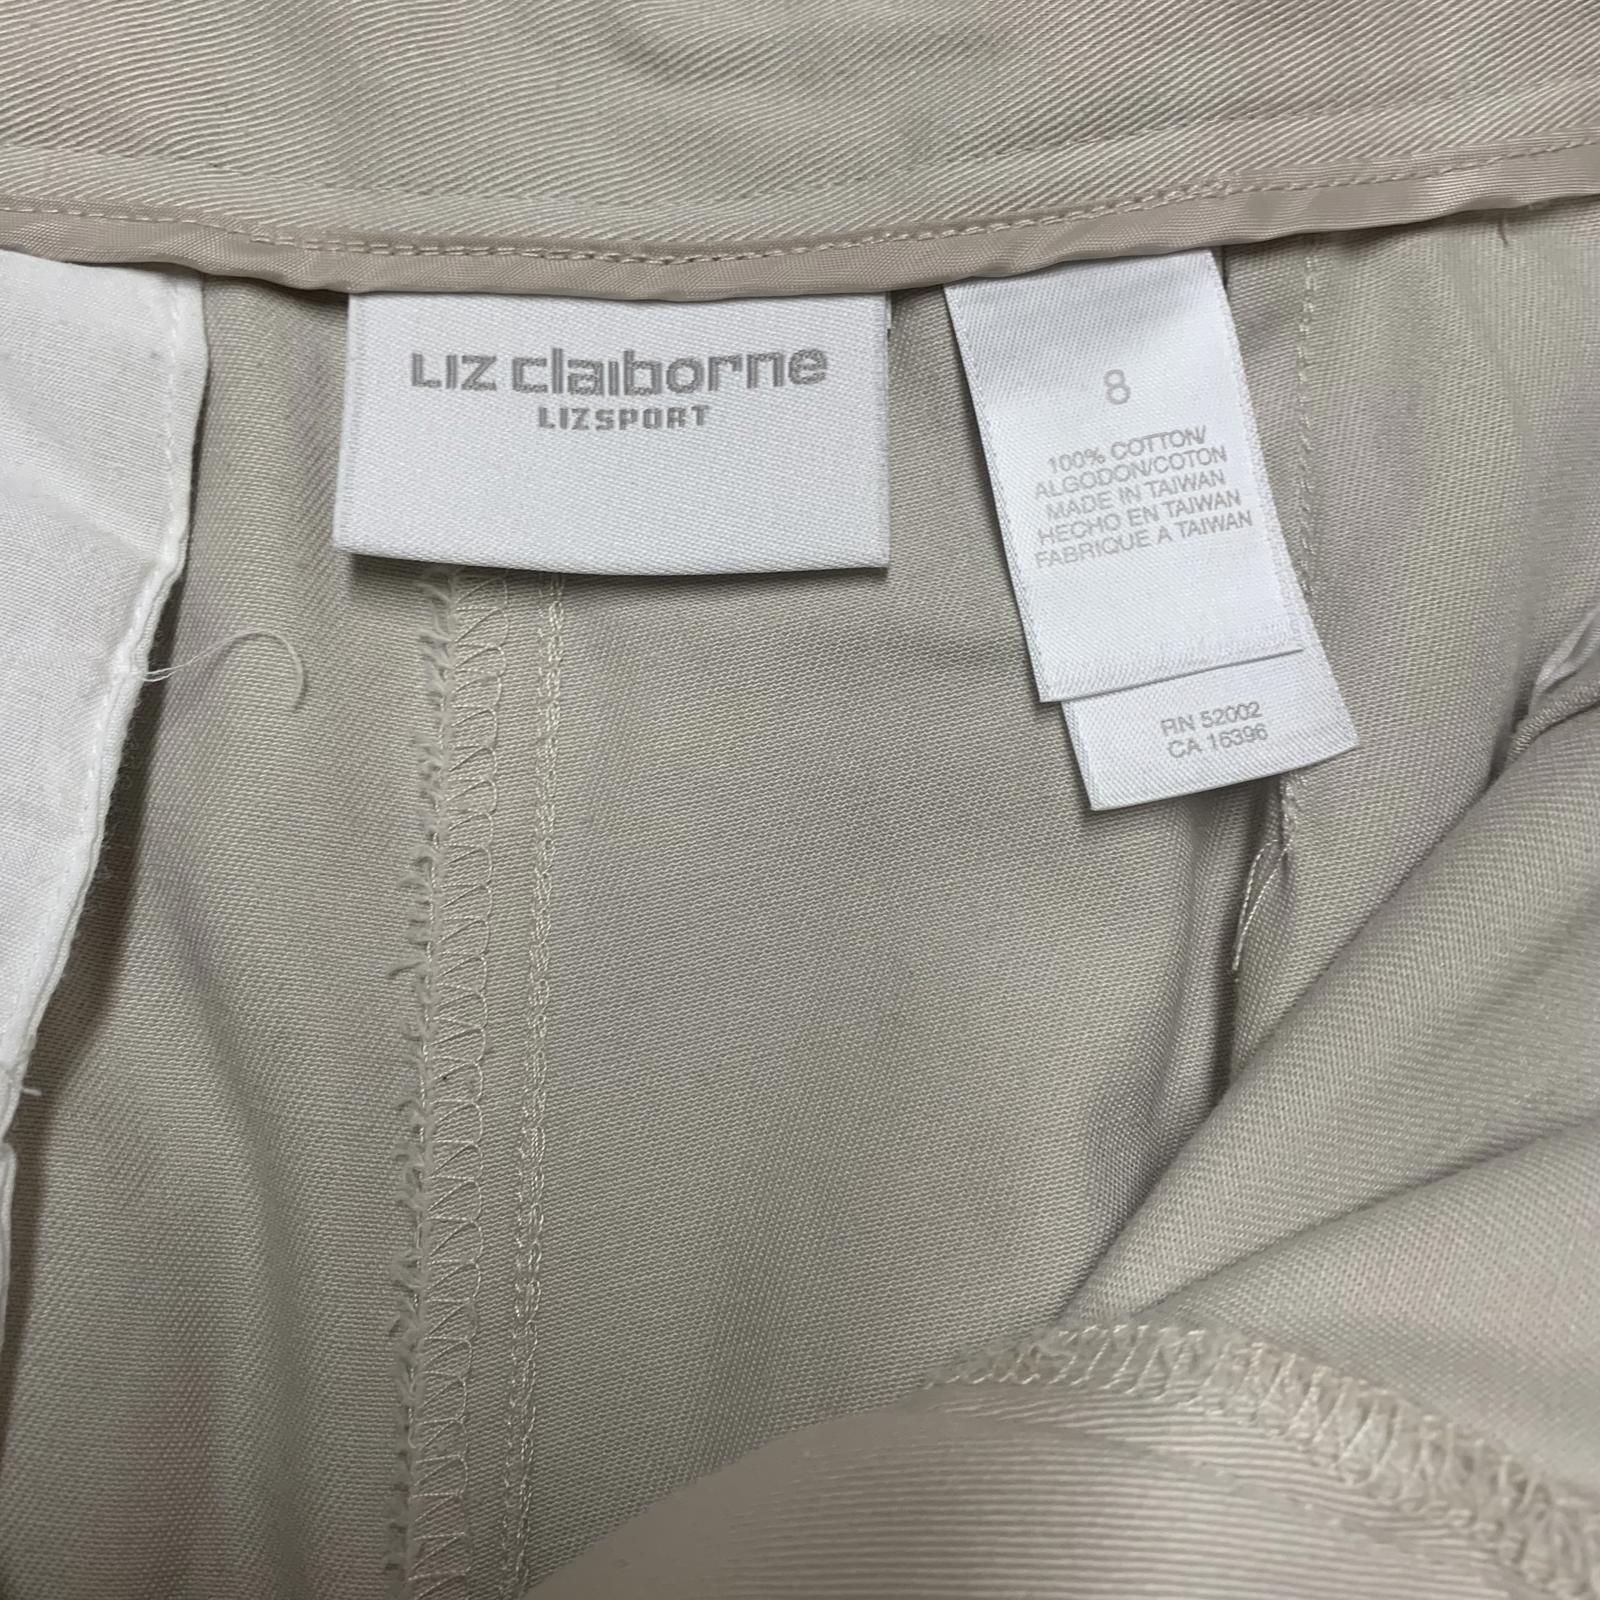 Liz claiborne
LIZSPORT
8
100% COTTON/
ALGODON/COTON
MADE IN TAIWAN
HECHO EN TAIWAN
FABRIQUE A TAIWAN
RN 52002
CA 16396